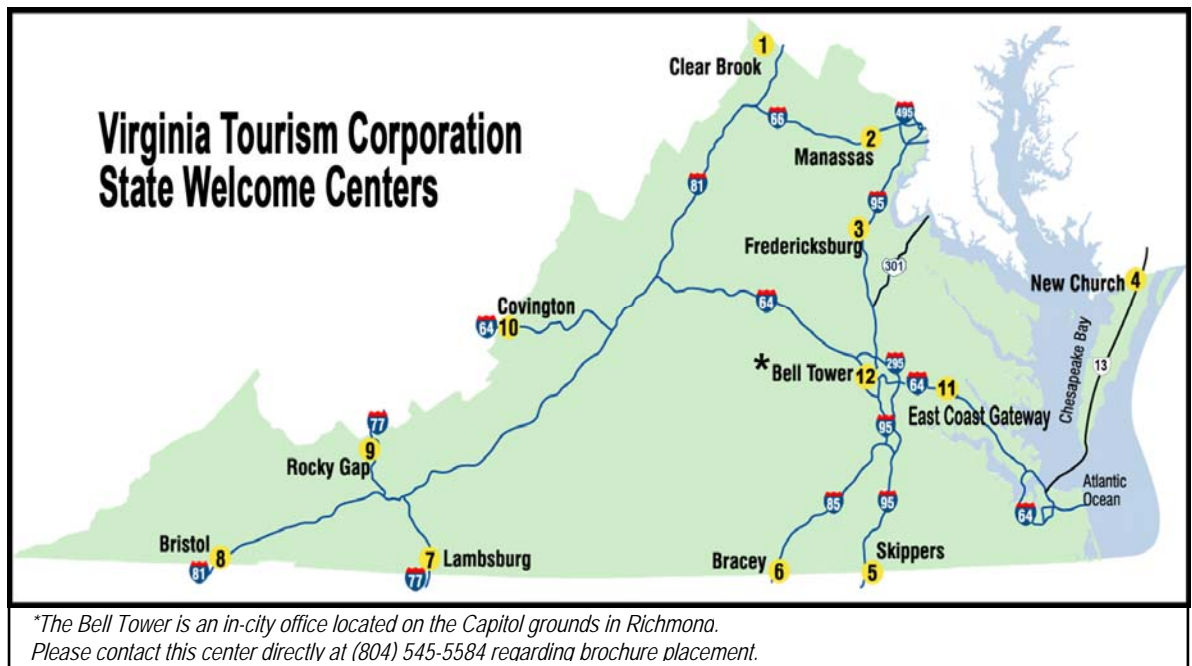 Virginia Tourism Corporation
State Welcome Centers
1
Clear Brook
66
495
2
Manassas
81
95
3
Fredericksburg
301
New Church 4
Covington
64 10
64
Chesapeake Bay
13
*Bell Tower 12
295
64
11
East Coast Gateway
77
9
Rocky Gap
95
85
95
64
Atlantic
Ocean
Bristol
8
81
7 Lambsburg
77
Bracey
6
Skippers
5
*The Bell Tower is an in-city office located on the Capitol grounds in Richmond.
Please contact this center directly at (804) 545-5584 regarding brochure placement.